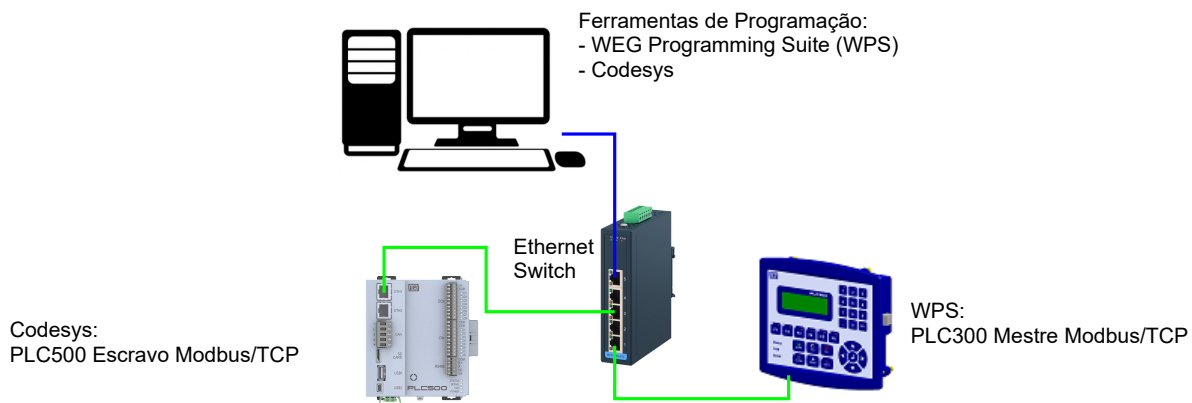 Ferramentas de Programação:
- WEG Programming Suite (WPS)
- Codesys
Ethernet
Switch
WPS:
PLC300 Mestre Modbus/TCP
Codesys:
PLC500 Escravo Modbus/TCP
PLC500